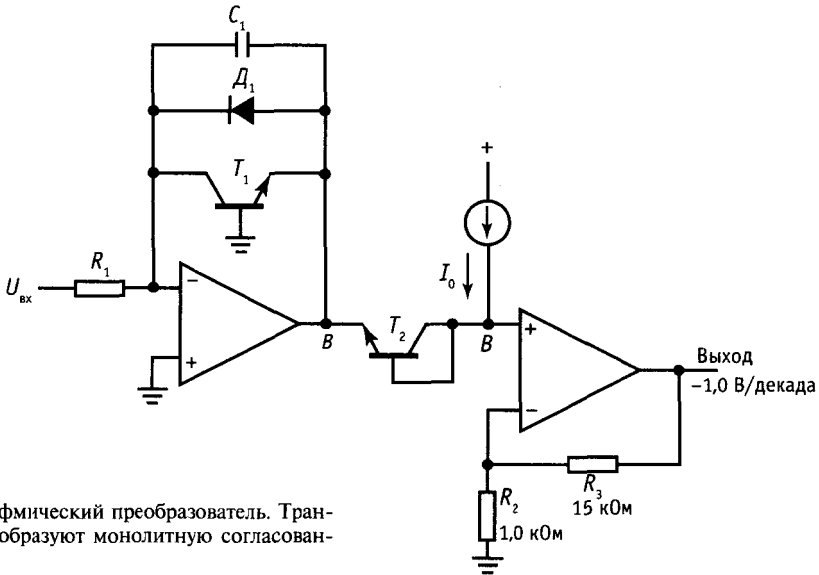 C₁
Д₁
T₁
+
R₁
−
Uвх
+
I₀
B
T₂
B
+
−
Выход
−1,0 В/декада
R₃
15 кОм
R₂
1,0 кОм
фмический преобразователь. Тран-
образуют монолитную согласован-